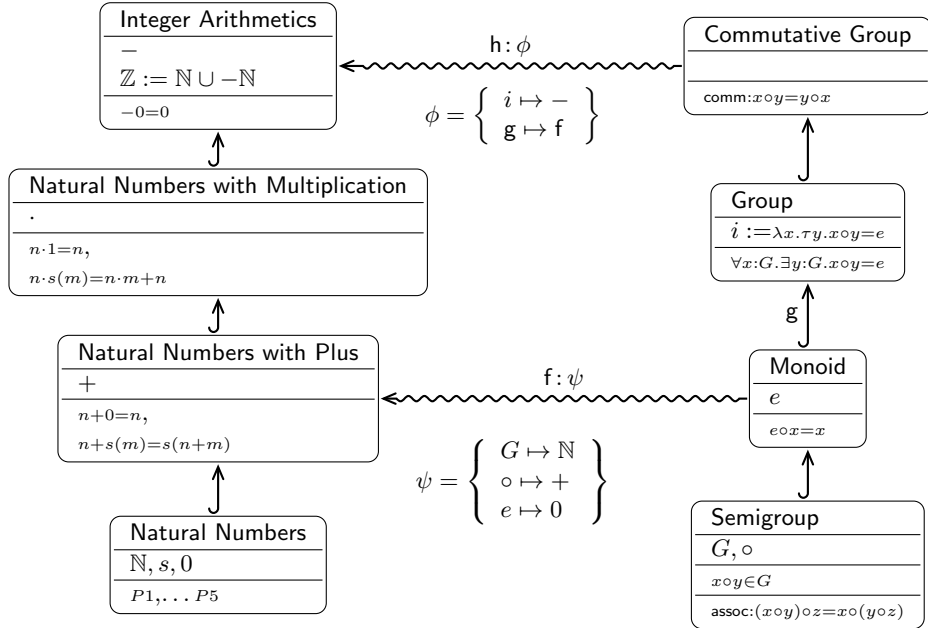 Integer Arithmetics
−
ℤ := ℕ ∪ −ℕ
−0=0
Natural Numbers with Multiplication
·
n·1=n,
n·s(m)=n·m+n
Natural Numbers with Plus
+
n+0=n,
n+s(m)=s(n+m)
Natural Numbers
ℕ, s, 0
P1,... P5
h: ϕ
ϕ = { i ↦ −
g ↦ f }
f: ψ
ψ = { G ↦ ℕ
∘ ↦ +
e ↦ 0 }
Commutative Group
comm:x∘y=y∘x
Group
i :=λx.τy.x∘y=e
∀x:G.∃y:G.x∘y=e
g
Monoid
e
e∘x=x
Semigroup
G, ∘
x∘y∈G
assoc:(x∘y)∘z=x∘(y∘z)